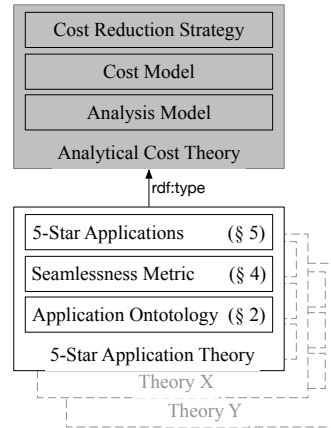 Cost Reduction Strategy
Cost Model
Analysis Model
Analytical Cost Theory
rdf:type
5-Star Applications (§ 5)
Seamlessness Metric (§ 4)
Application Ontotology (§ 2)
5-Star Application Theory
Theory X
Theory Y